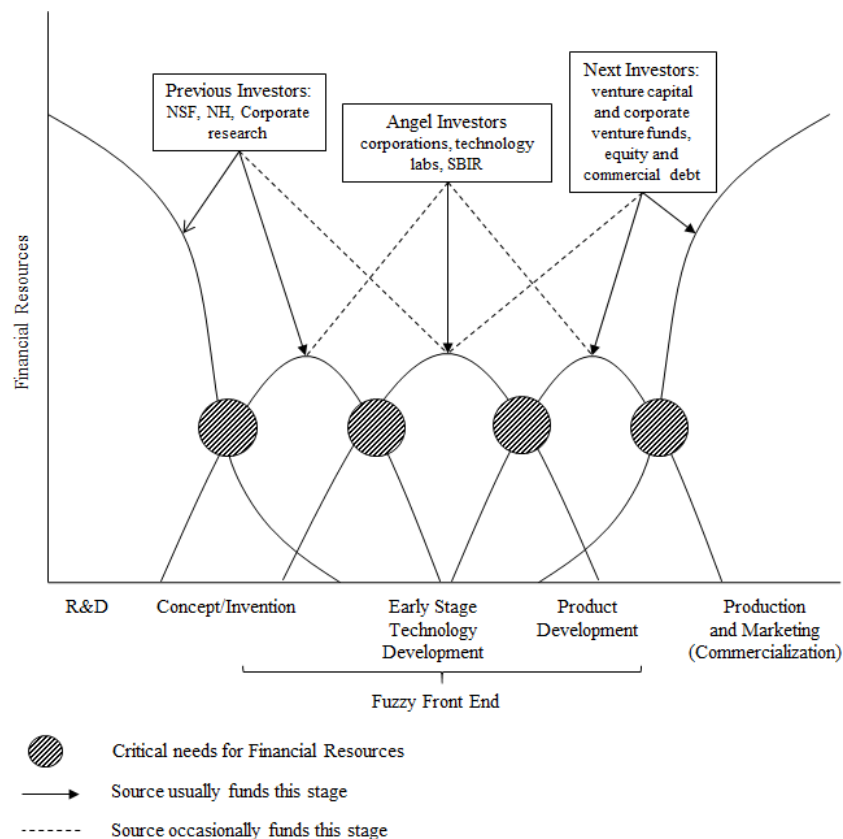 Previous Investors:
NSF, NH, Corporate
research
Angel Investors
corporations, technology
labs, SBIR
Next Investors:
venture capital
and corporate
venture funds,
equity and
commercial debt
Financial Resources
R&D
Concept/Invention
Early Stage
Technology
Development
Product
Development
Production
and Marketing
(Commercialization)
Fuzzy Front End
Critical needs for Financial Resources
Source usually funds this stage
Source occasionally funds this stage